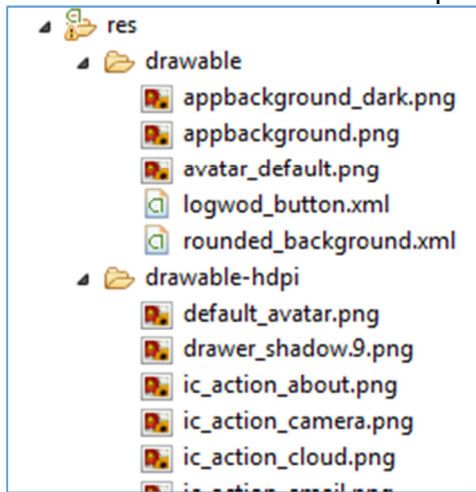 res
drawable
appbackground_dark.png
appbackground.png
avatar_default.png
logwod_button.xml
rounded_background.xml
drawable-hdpi
default_avatar.png
drawer_shadow.9.png
ic_action_about.png
ic_action_camera.png
ic_action_cloud.png